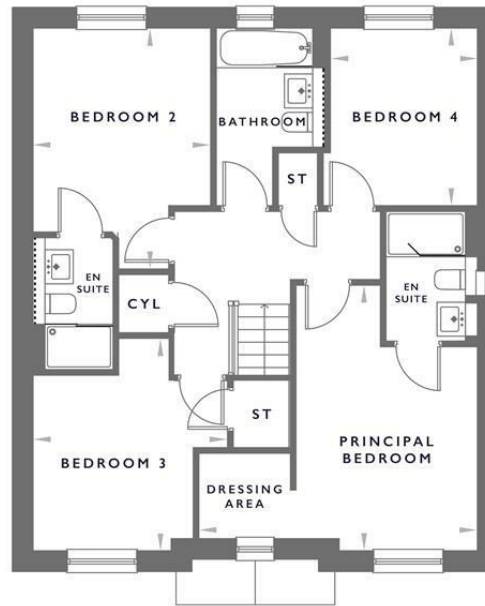 BEDROOM 2
BATHROOM
BEDROOM 4
ST
EN
SUITE
CYL
EN
SUITE
ST
PRINCIPAL
BEDROOM
BEDROOM 3
DRESSING
AREA